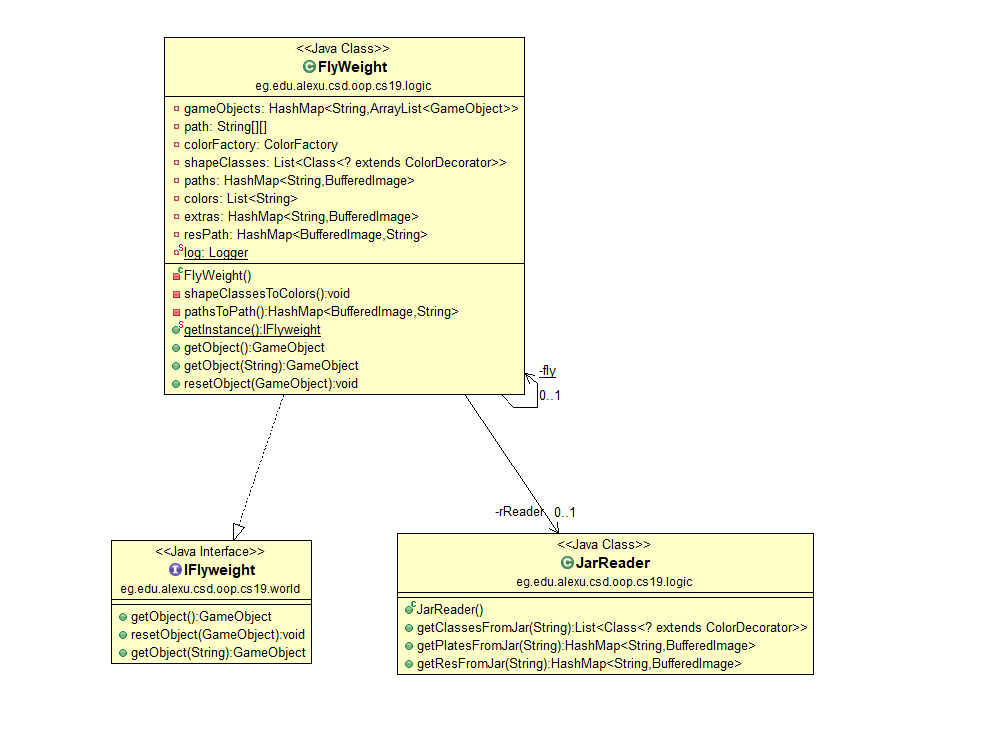 <<Java Class>>
FlyWeight
eg.edu.alexu.csd.oop.cs19.logic
gameObjects: HashMap<String,ArrayList<GameObject>>
path: String[][]
colorFactory: ColorFactory
shapeClasses: List<Class<? extends ColorDecorator>>
paths: HashMap<String,BufferedImage>
colors: List<String>
extras: HashMap<String,BufferedImage>
resPath: HashMap<BufferedImage,String>
S log: Logger
C FlyWeight()
shapeClassesToColors():void
pathsToPath():HashMap<BufferedImage,String>
S getInstance():IFlyweight
getObject():GameObject
getObject(String):GameObject
resetObject(GameObject):void
-fly
0..1
-rReader 0..1
<<Java Interface>>
I IFlyweight
eg.edu.alexu.csd.oop.cs19.world
getObject():GameObject
resetObject(GameObject):void
getObject(String):GameObject
<<Java Class>>
C JarReader
eg.edu.alexu.csd.oop.cs19.logic
C JarReader()
getClassesFromJar(String):List<Class<? extends ColorDecorator>>
getPlatesFromJar(String):HashMap<String,BufferedImage>
getResFromJar(String):HashMap<String,BufferedImage>